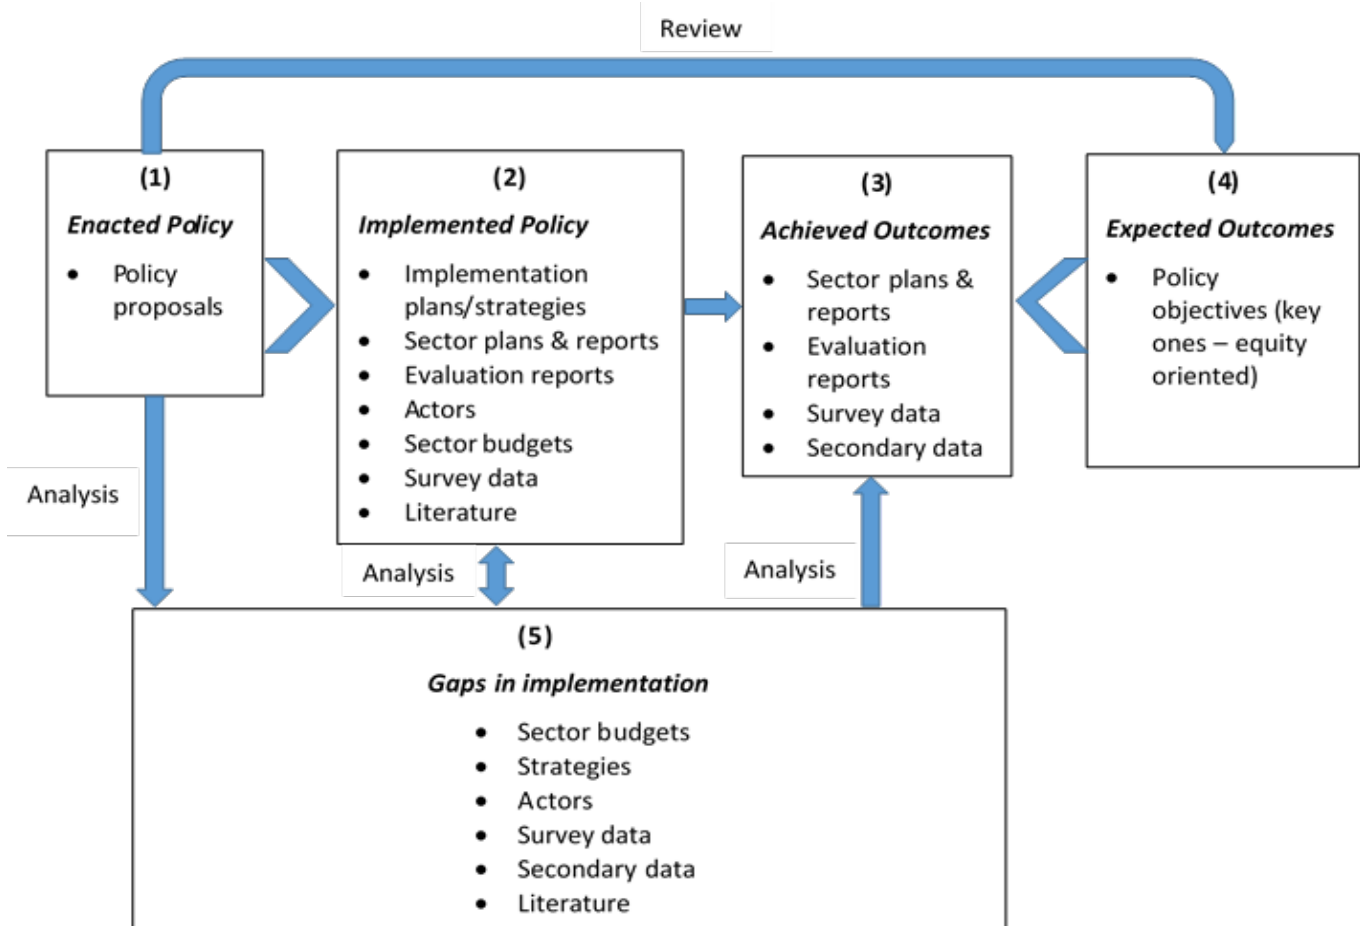 Review
(1)
Enacted Policy
• Policy
proposals
(2)
Implemented Policy
• Implementation
plans/strategies
• Sector plans & reports
• Evaluation reports
• Actors
• Sector budgets
• Survey data
• Literature
(3)
Achieved Outcomes
• Sector plans &
reports
• Evaluation
reports
• Survey data
• Secondary data
(4)
Expected Outcomes
• Policy
objectives (key
ones – equity
oriented)
Analysis
Analysis
Analysis
(5)
Gaps in implementation
• Sector budgets
• Strategies
• Actors
• Survey data
• Secondary data
• Literature